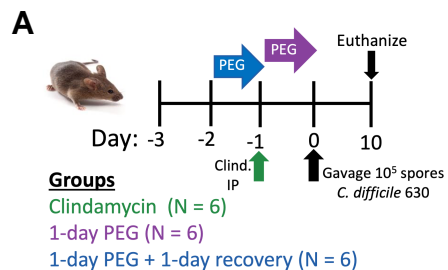 A
PEG
PEG
Euthanize
Day: -3 -2 -1 0 10
Clind.
IP
Gavage 10⁵ spores
C. difficile 630
Groups
Clindamycin (N = 6)
1-day PEG (N = 6)
1-day PEG + 1-day recovery (N = 6)